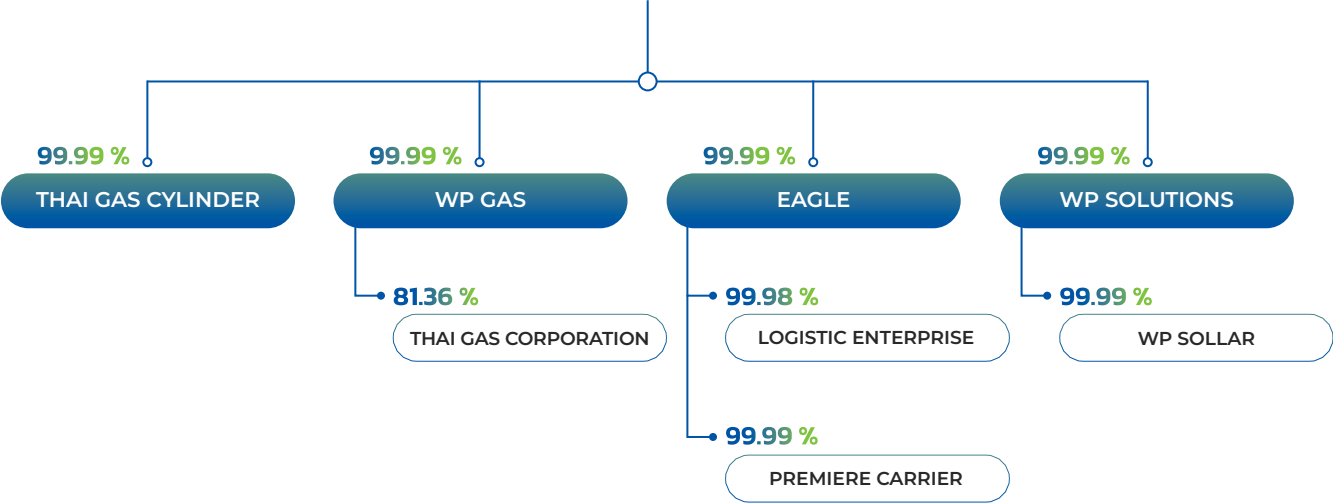 99.99 %
THAI GAS CYLINDER
99.99 %
WP GAS
81.36 %
THAI GAS CORPORATION
99.99 %
EAGLE
99.98 %
LOGISTIC ENTERPRISE
99.99 %
PREMIERE CARRIER
99.99 %
WP SOLUTIONS
99.99 %
WP SOLLAR